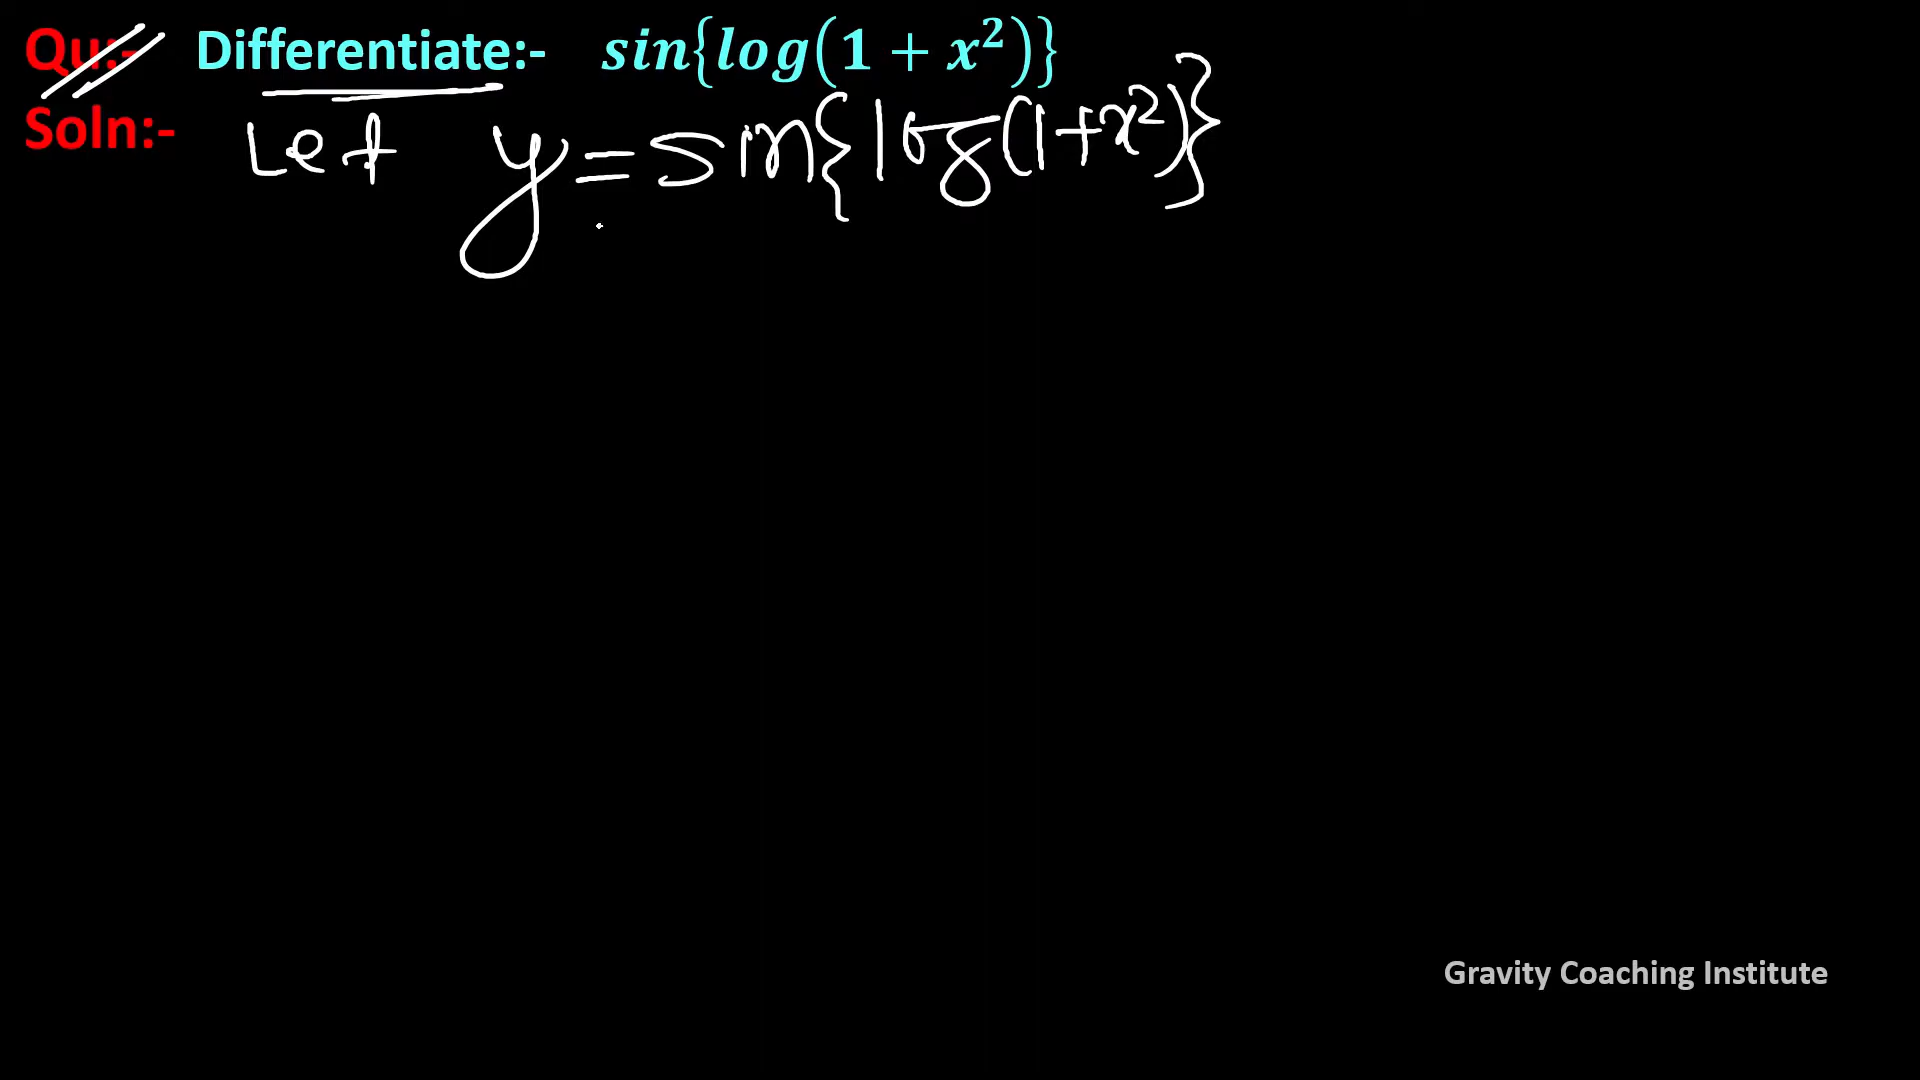 Qu:- Differentiate:- sin{log(1 + x²)}
Soln:- Let y = sin{log(1+x²)}
Gravity Coaching Institute